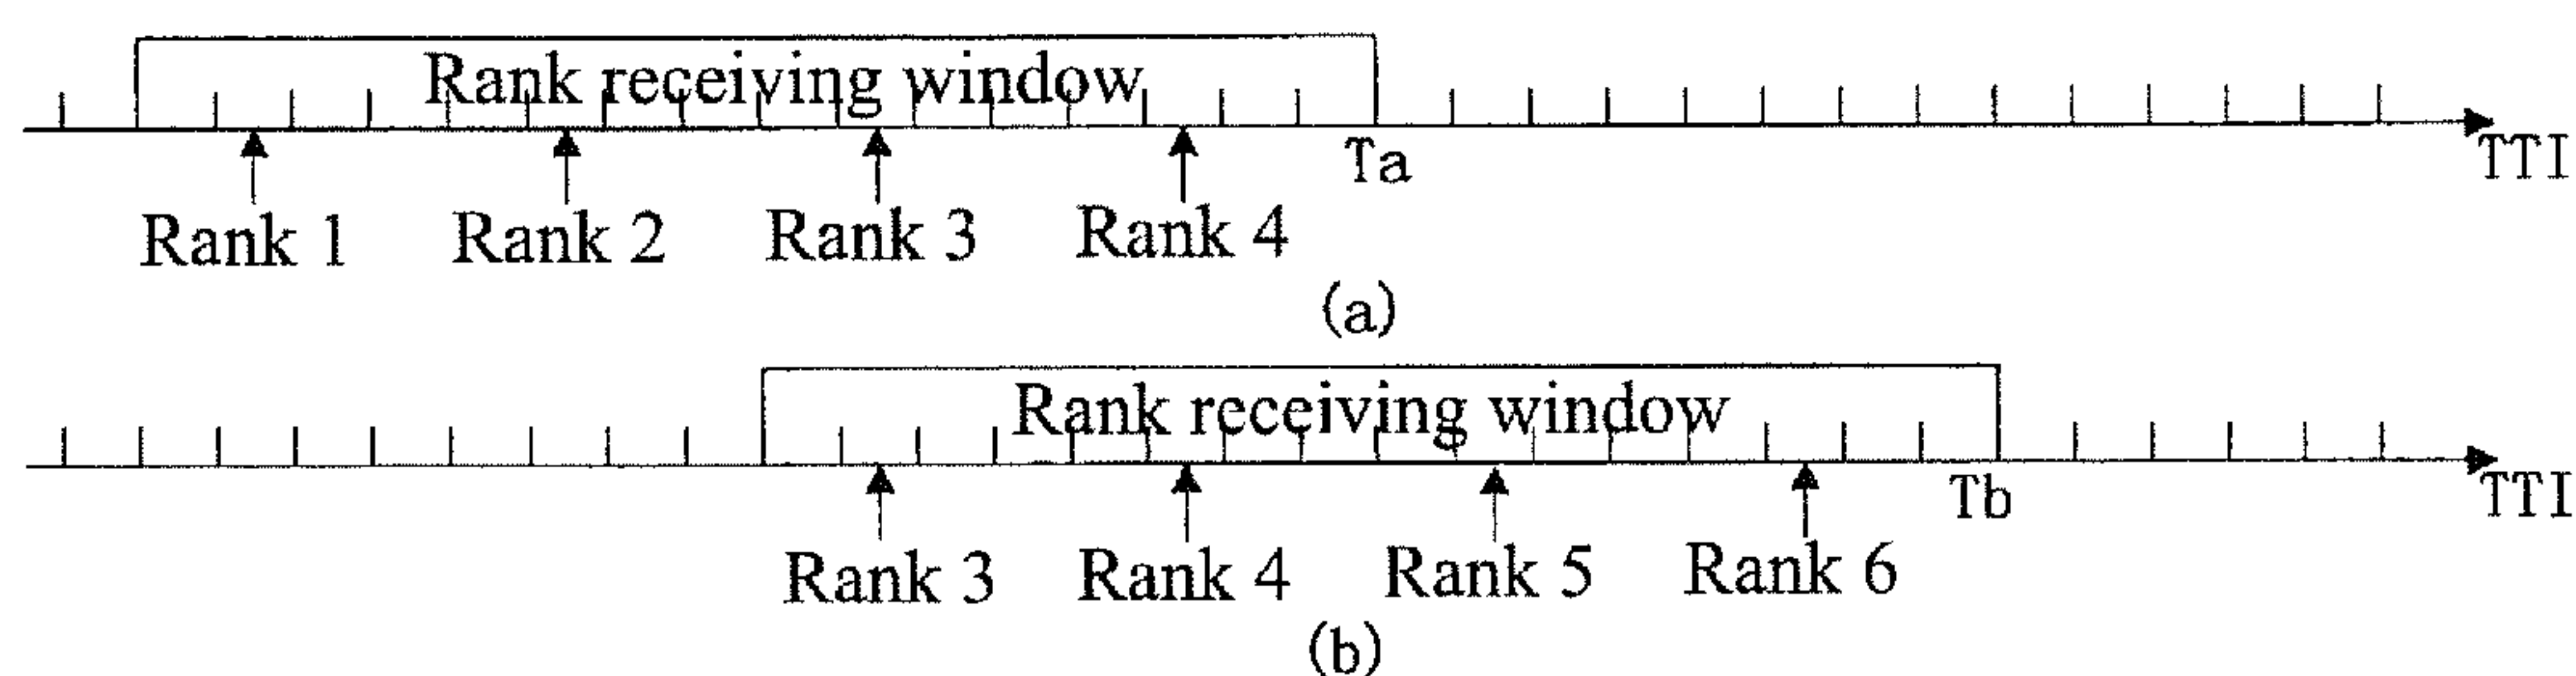 Rank receiving window
Ta
TTI
Rank 1 Rank 2 Rank 3 Rank 4
(a)
Rank receiving window
Tb
TTI
Rank 3 Rank 4 Rank 5 Rank 6
(b)